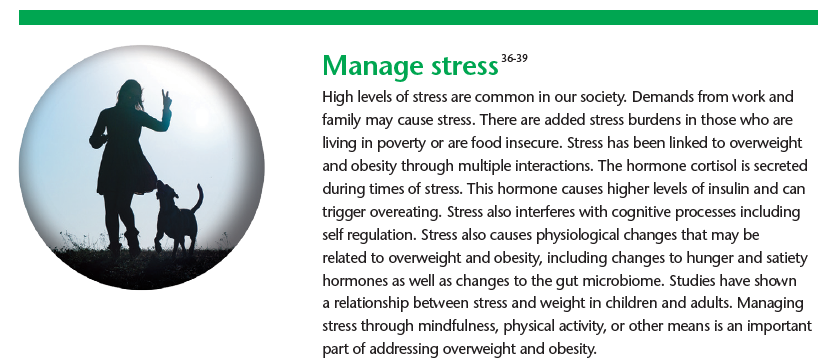 Manage stress36-39
High levels of stress are common in our society. Demands from work and
family may cause stress. There are added stress burdens in those who are
living in poverty or are food insecure. Stress has been linked to overweight
and obesity through multiple interactions. The hormone cortisol is secreted
during times of stress. This hormone causes higher levels of insulin and can
trigger overeating. Stress also interferes with cognitive processes including
self regulation. Stress also causes physiological changes that may be
related to overweight and obesity, including changes to hunger and satiety
hormones as well as changes to the gut microbiome. Studies have shown
a relationship between stress and weight in children and adults. Managing
stress through mindfulness, physical activity, or other means is an important
part of addressing overweight and obesity.